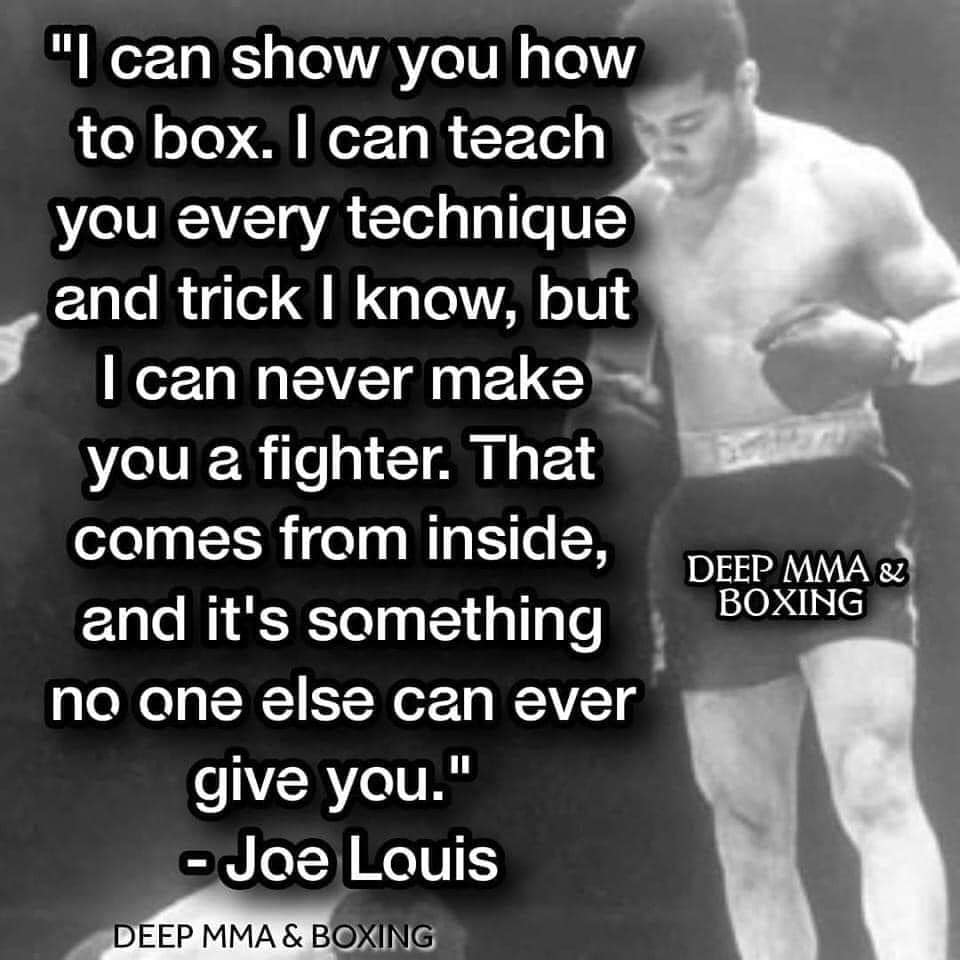 "I can show you how
to box. I can teach
you every technique
and trick I know, but
I can never make
you a fighter. That
comes from inside,
and it's something
no one else can ever
give you."
- Joe Louis
DEEP MMA &
BOXING
DEEP MMA & BOXING